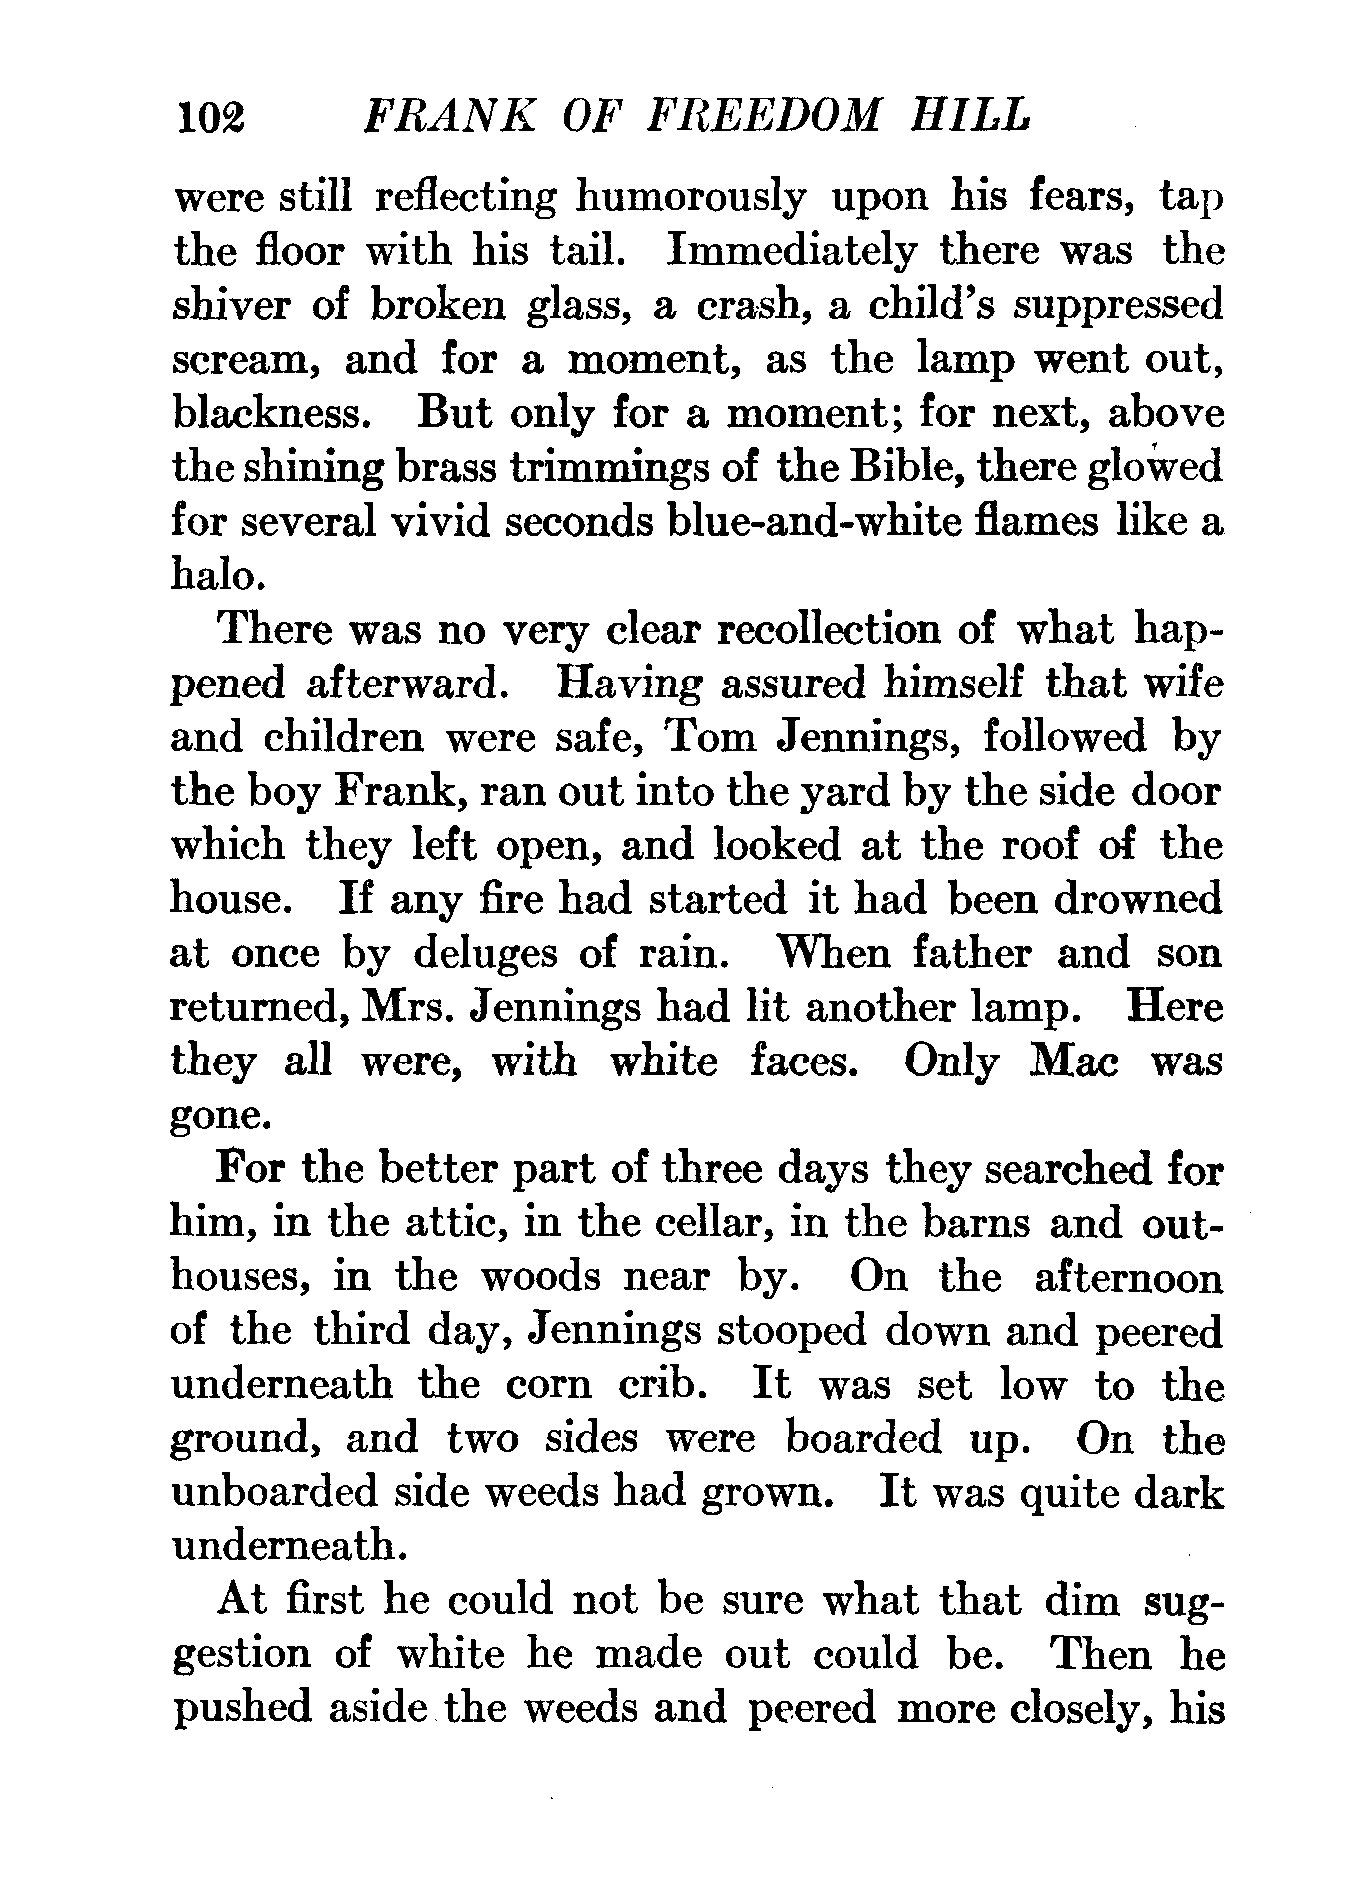 102 FRANK OF FREEDOM HILL
were still reflecting humorously upon his fears, tap
the floor with his tail. Immediately there was the
shiver of broken glass, a crash, a child's suppressed
scream, and for a moment, as the lamp went out,
blackness. But only for a moment; for next, above
the shining brass trimmings of the Bible, there glowed
for several vivid seconds blue-and-white flames like a
halo.
There was no very clear recollection of what hap-
pened afterward. Having assured himself that wife
and children were safe, Tom Jennings, followed by
the boy Frank, ran out into the yard by the side door
which they left open, and looked at the roof of the
house. If any fire had started it had been drowned
at once by deluges of rain. When father and son
returned, Mrs. Jennings had lit another lamp. Here
they all were, with white faces. Only Mac was
gone.
For the better part of three days they searched for
him, in the attic, in the cellar, in the barns and out-
houses, in the woods near by. On the afternoon
of the third day, Jennings stooped down and peered
underneath the corn crib. It was set low to the
ground, and two sides were boarded up. On the
unboarded side weeds had grown. It was quite dark
underneath.
At first he could not be sure what that dim sug-
gestion of white he made out could be. Then he
pushed aside the weeds and peered more closely, his